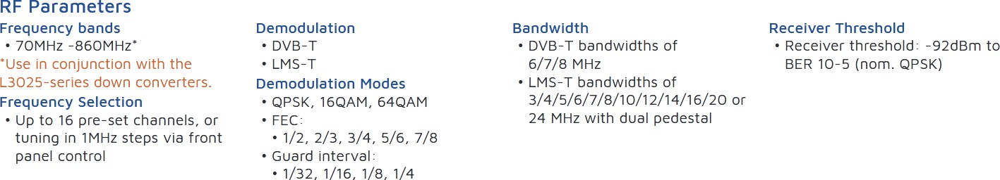 RF Parameters
Frequency bands
• 70MHz -860MHz*
*Use in conjunction with the
L3025-series down converters.
Frequency Selection
• Up to 16 pre-set channels, or
tuning in 1MHz steps via front
panel control
Demodulation
• DVB-T
• LMS-T
Demodulation Modes
• QPSK, 16QAM, 64QAM
• FEC:
• 1/2, 2/3, 3/4, 5/6, 7/8
• Guard interval:
• 1/32, 1/16, 1/8, 1/4
Bandwidth
• DVB-T bandwidths of
6/7/8 MHz
• LMS-T bandwidths of
3/4/5/6/7/8/10/12/14/16/20 or
24 MHz with dual pedestal
Receiver Threshold
• Receiver threshold: -92dBm to
BER 10-5 (nom. QPSK)